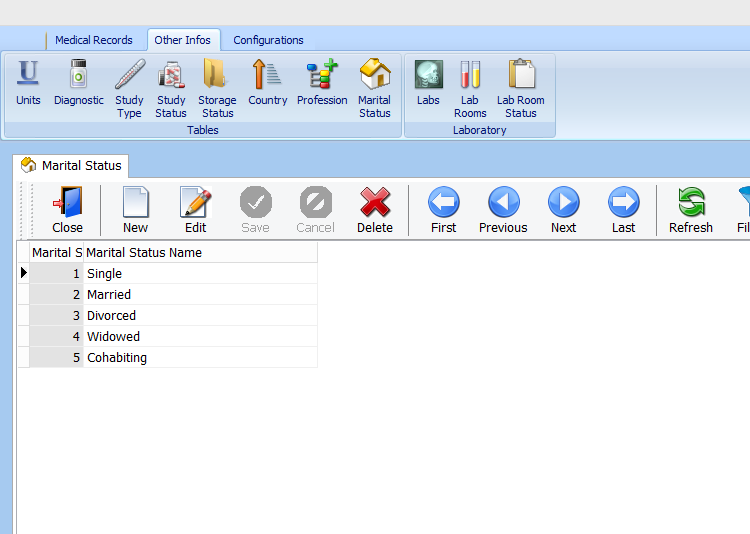 Medical Records Other Infos Configurations
Units Diagnostic Study Type Study Status Storage Status Country Profession Marital Status
Labs Lab Rooms Lab Room Status
Tables Laboratory
Marital Status
Close New Edit Save Cancel Delete First Previous Next Last Refresh Fil
Marital S Marital Status Name
1 Single
2 Married
3 Divorced
4 Widowed
5 Cohabiting